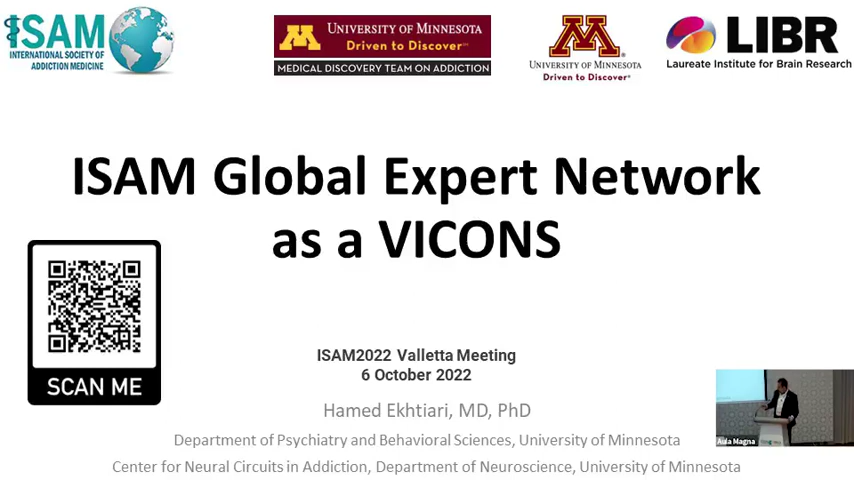 ISAM
INTERNATIONAL SOCIETY OF
ADDICTION MEDICINE
UNIVERSITY OF MINNESOTA
Driven to Discover℠
MEDICAL DISCOVERY TEAM ON ADDICTION
UNIVERSITY OF MINNESOTA
Driven to Discover℠
LIBR
Laureate Institute for Brain Research
ISAM Global Expert Network
as a VICONS
SCAN ME
ISAM2022 Valletta Meeting
6 October 2022
Hamed Ekhtiari, MD, PhD
Department of Psychiatry and Behavioral Sciences, University of Minnesota
Center for Neural Circuits in Addiction, Department of Neuroscience, University of Minnesota
Aula Magna